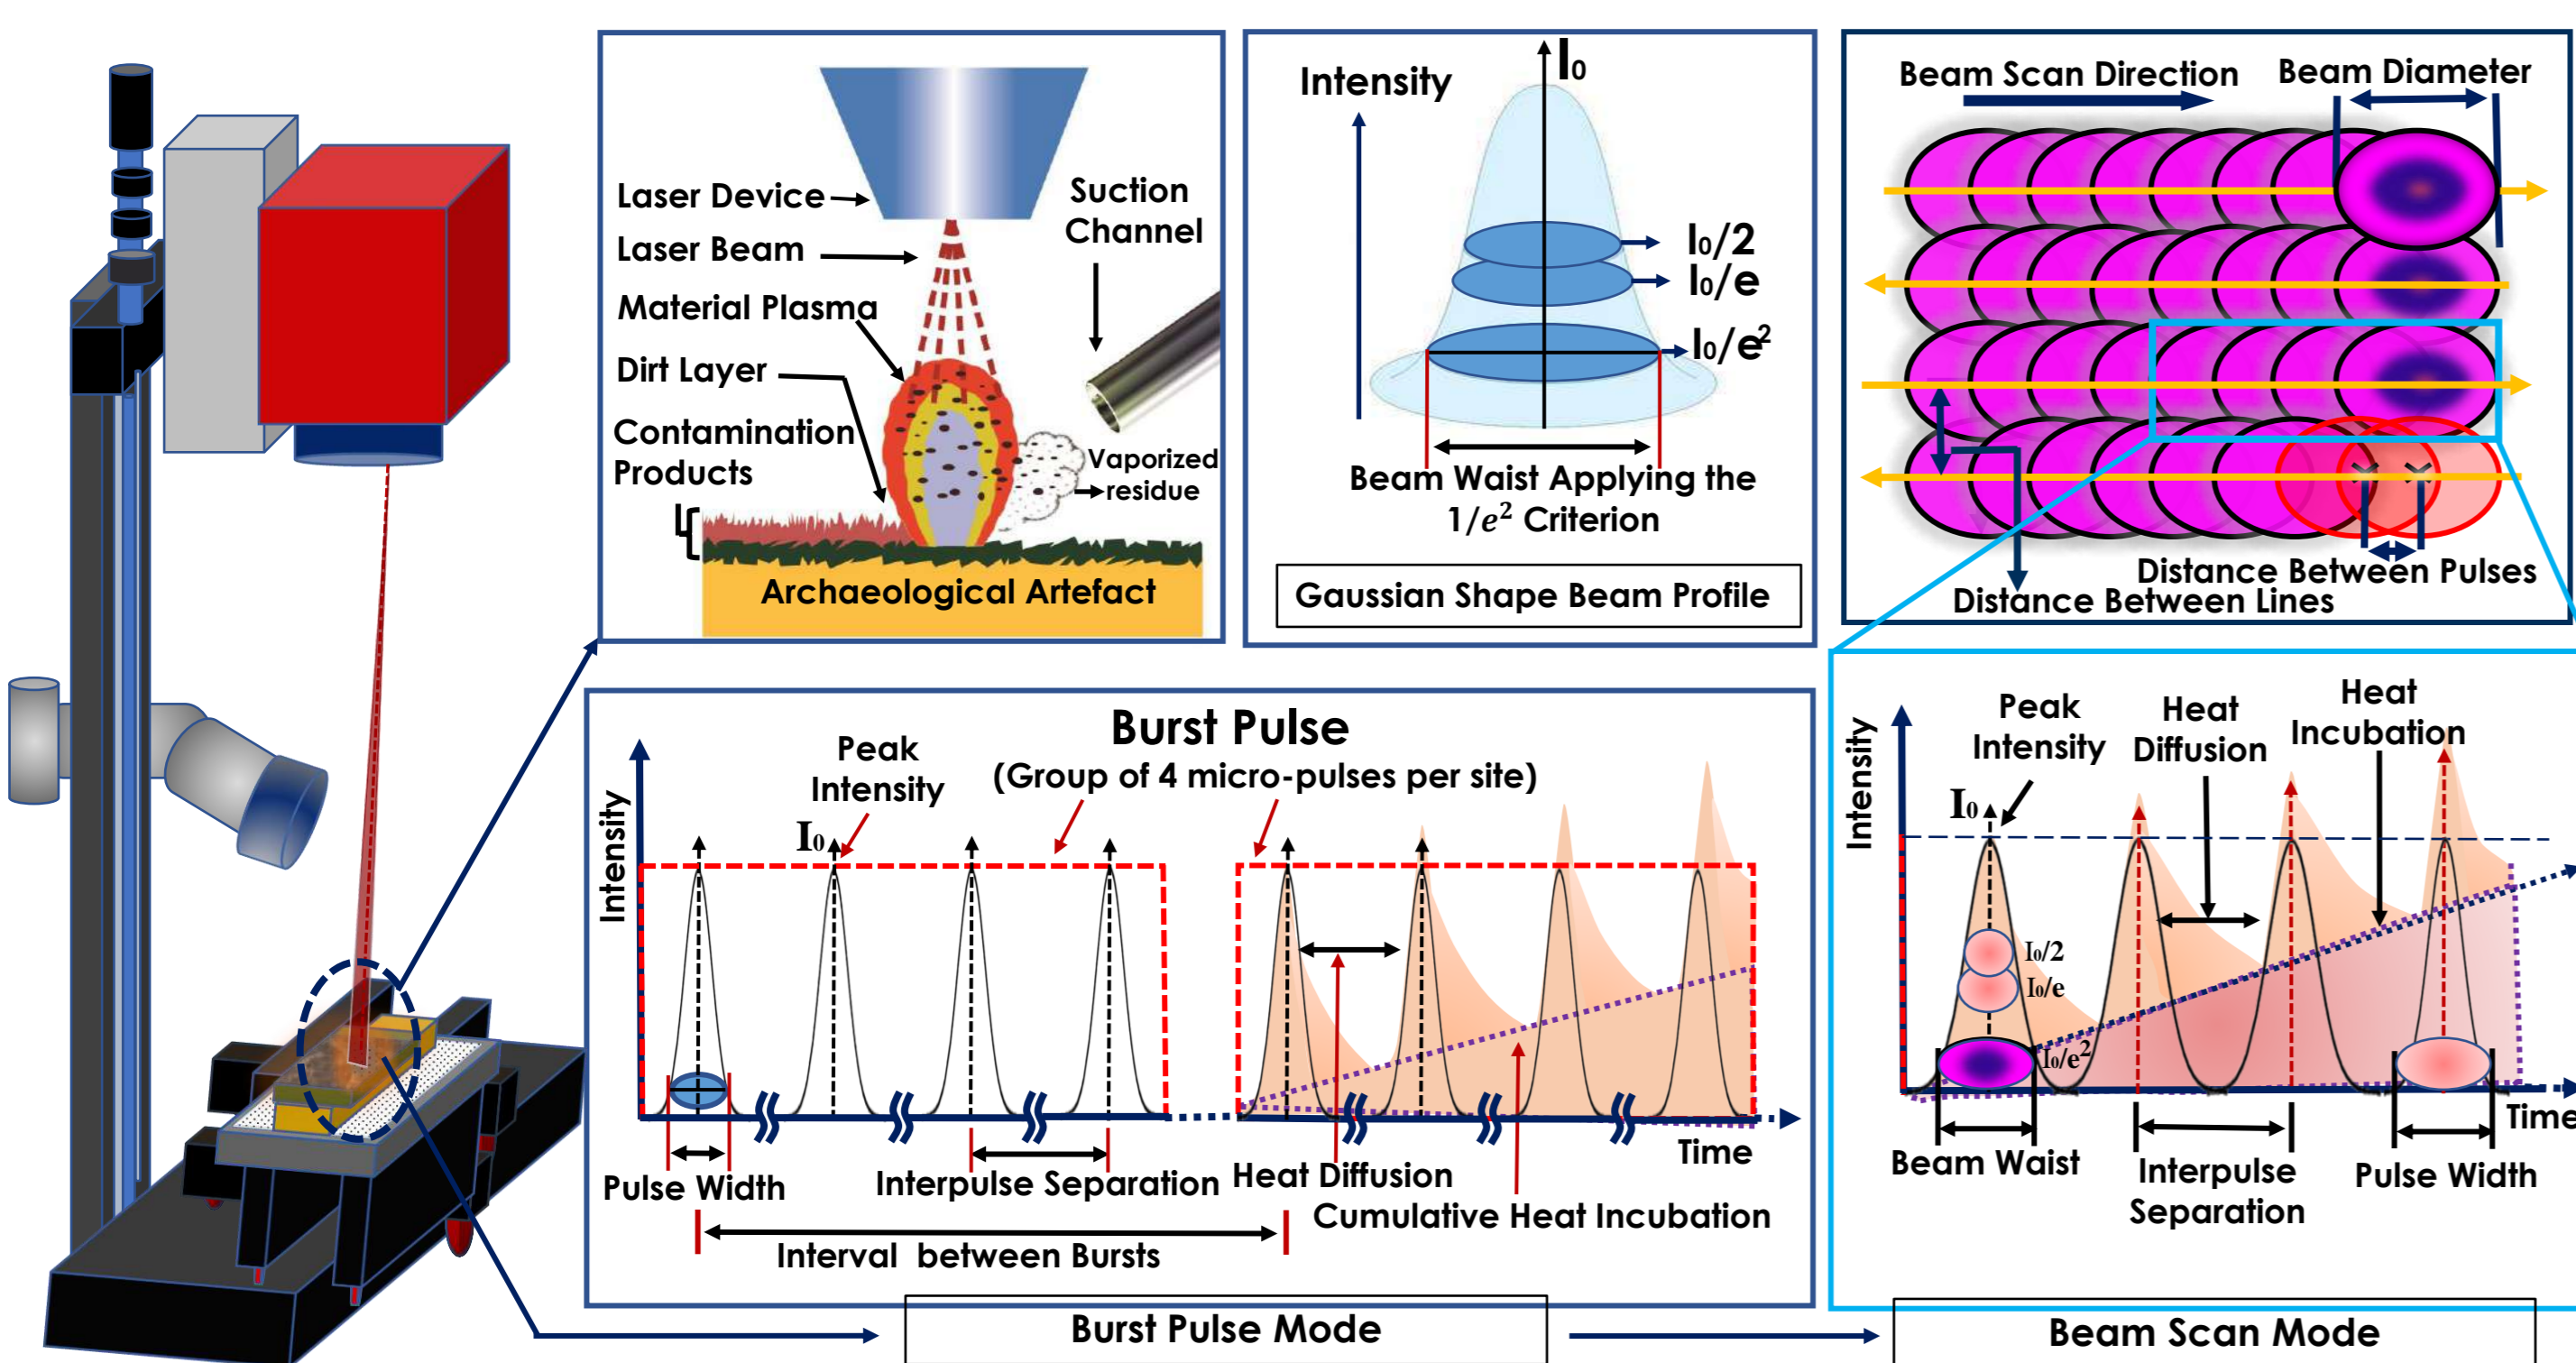 Laser Device
Laser Beam
Material Plasma
Dirt Layer
Contamination
Products
Suction
Channel
Vaporized
residue
Archaeological Artefact
Intensity
I₀
I₀/2
I₀/e
I₀/e²
Beam Waist Applying the
1/e² Criterion
Gaussian Shape Beam Profile
Beam Scan Direction
Beam Diameter
Distance Between Pulses
Distance Between Lines
Burst Pulse
(Group of 4 micro-pulses per site)
Peak
Intensity
I₀
Intensity
Time
Pulse Width
Interpulse Separation
Heat Diffusion
Cumulative Heat Incubation
Interval between Bursts
Burst Pulse Mode
Intensity
Peak
Intensity
I₀
Heat
Diffusion
Heat
Incubation
I₀/2
I₀/e
I₀/e²
Time
Beam Waist
Interpulse
Separation
Pulse Width
Beam Scan Mode